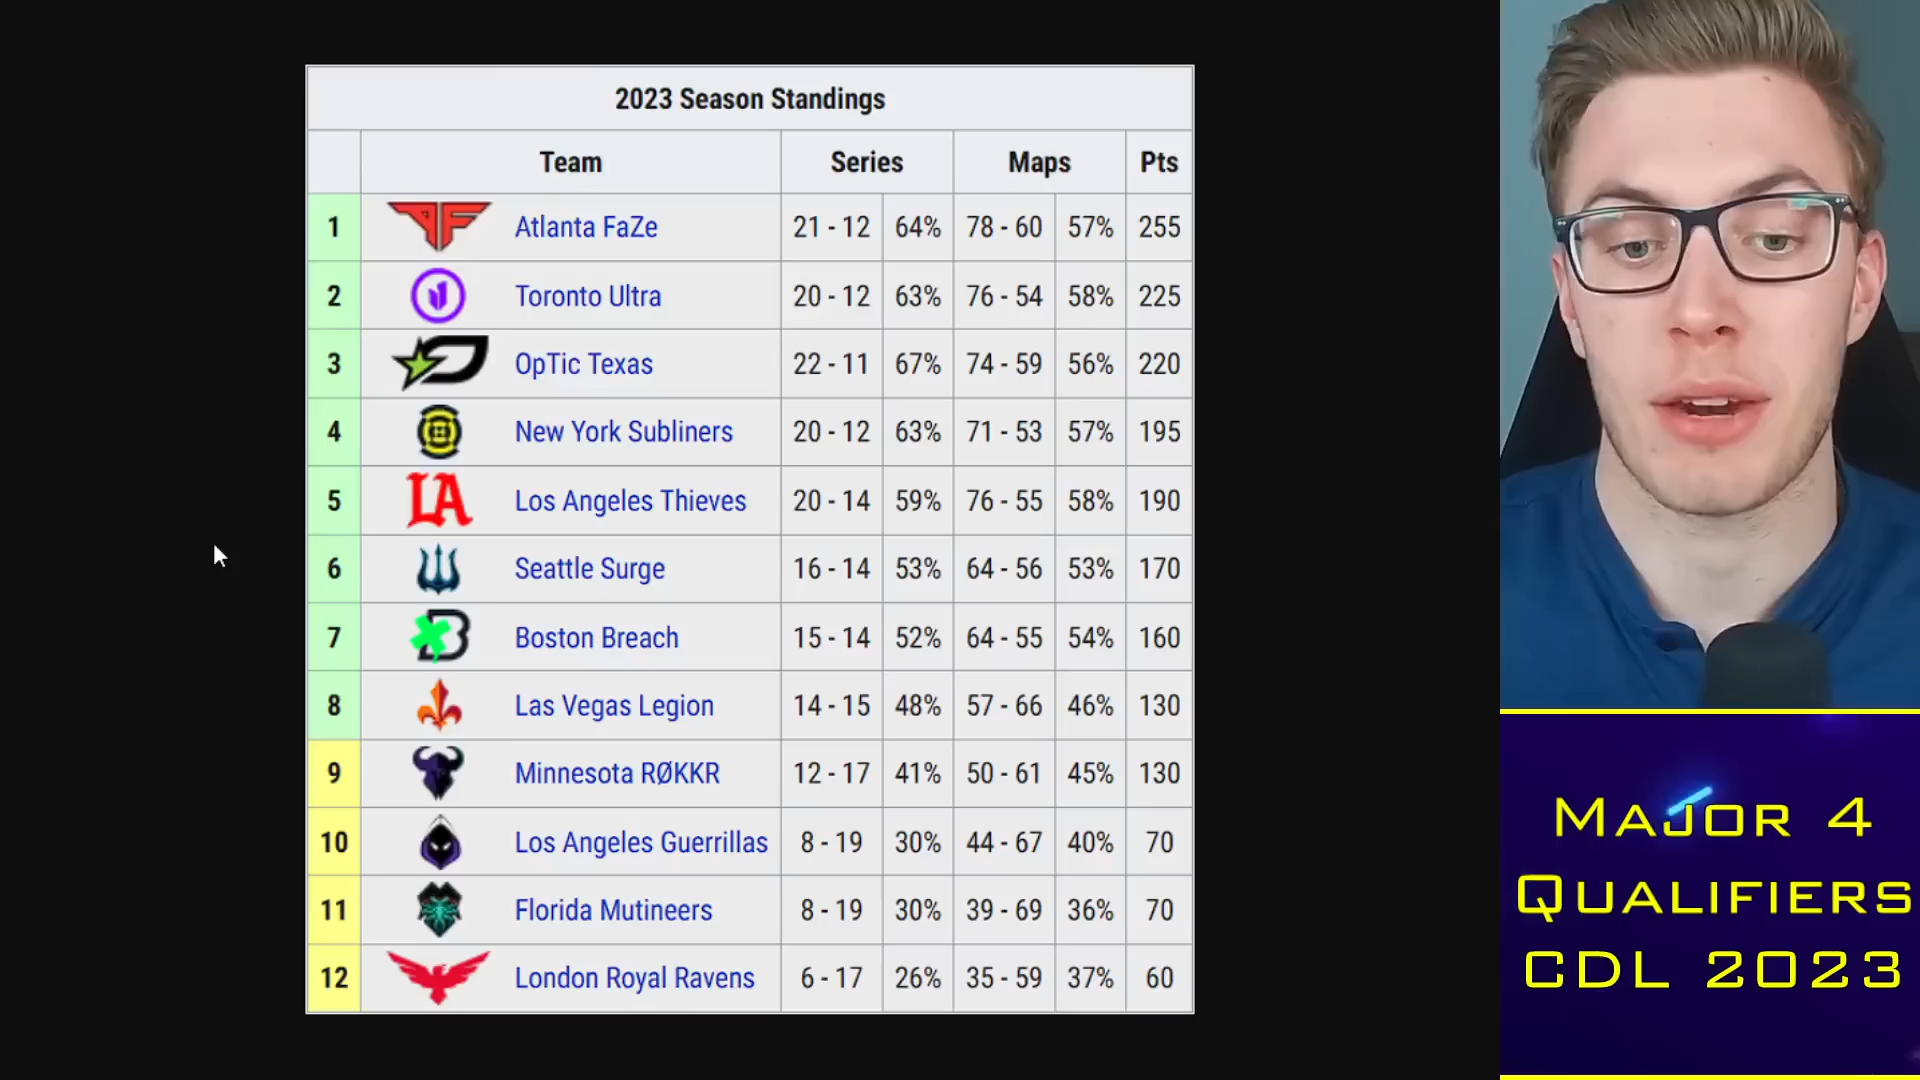 2023 Season Standings
Team Series Maps Pts
1 Atlanta FaZe 21 - 12 64% 78 - 60 57% 255
2 Toronto Ultra 20 - 12 63% 76 - 54 58% 225
3 OpTic Texas 22 - 11 67% 74 - 59 56% 220
4 New York Subliners 20 - 12 63% 71 - 53 57% 195
5 LA Los Angeles Thieves 20 - 14 59% 76 - 55 58% 190
6 Seattle Surge 16 - 14 53% 64 - 56 53% 170
7 B Boston Breach 15 - 14 52% 64 - 55 54% 160
8 Las Vegas Legion 14 - 15 48% 57 - 66 46% 130
9 Minnesota RØKKR 12 - 17 41% 50 - 61 45% 130
10 Los Angeles Guerrillas 8 - 19 30% 44 - 67 40% 70
11 Florida Mutineers 8 - 19 30% 39 - 69 36% 70
12 London Royal Ravens 6 - 17 26% 35 - 59 37% 60
Major 4
Qualifiers
CDL 2023